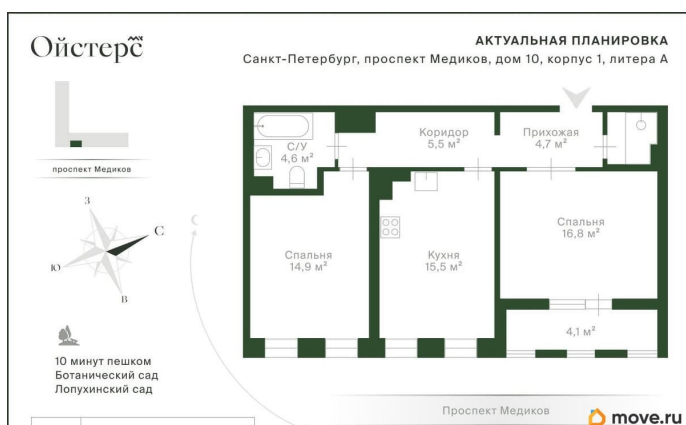 Ойстерс
АКТУАЛЬНАЯ ПЛАНИРОВКА
Санкт-Петербург, проспект Медиков, дом 10, корпус 1, литера А
проспект Медиков
З
С
Ю
В
С
10 минут пешком
Ботанический сад
Лопухинский сад
С/У
4,6 м²
Коридор
5,5 м²
Прихожая
4,7 м²
Спальня
14,9 м²
Кухня
15,5 м²
Спальня
16,8 м²
4,1 м²
Проспект Медиков
move.ru